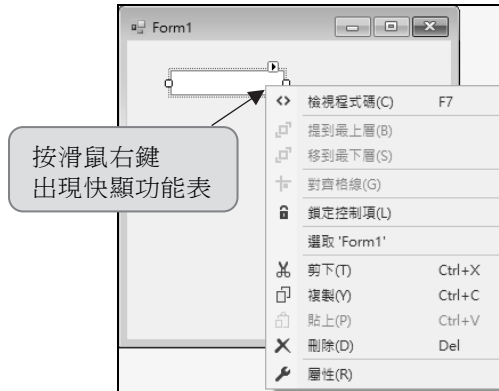 Form1
按滑鼠右鍵
出現快顯功能表
檢視程式碼(C) F7
提到最上層(B)
移到最下層(S)
對齊格線(G)
鎖定控制項(L)
選取 'Form1'
剪下(T) Ctrl+X
複製(Y) Ctrl+C
貼上(P) Ctrl+V
刪除(D) Del
屬性(R)